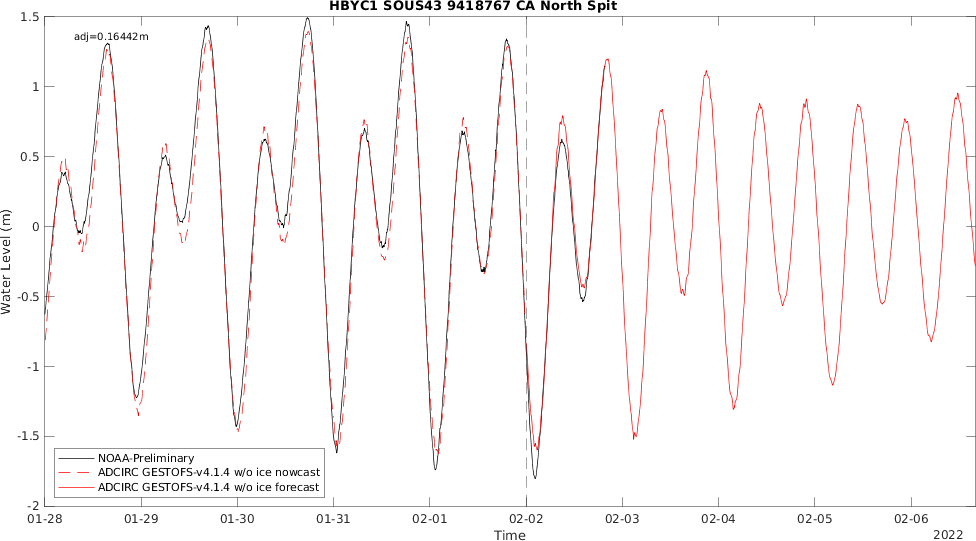 HBYC1 SOUS43 9418767 CA North Spit
adj=0.16442m
1.5
1
0.5
0
-0.5
-1
-1.5
-2
Water Level (m)
NOAA-Preliminary
ADCIRC GESTOFS-v4.1.4 w/o ice nowcast
ADCIRC GESTOFS-v4.1.4 w/o ice forecast
01-28 01-29 01-30 01-31 02-01 02-02 02-03 02-04 02-05 02-06
Time
2022